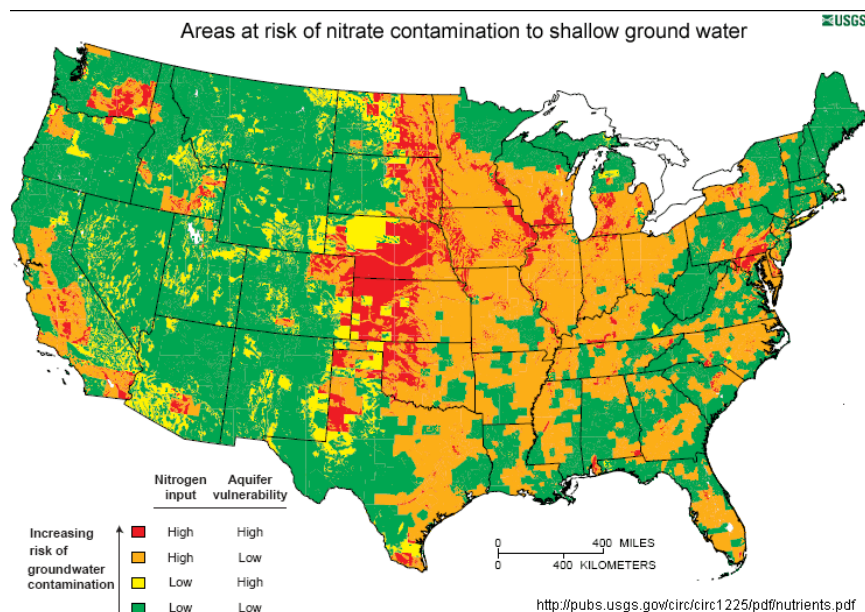 USGS
Areas at risk of nitrate contamination to shallow ground water
Nitrogen input
Aquifer vulnerability
Increasing risk of groundwater contamination
High High
High Low
Low High
Low Low
0 400 MILES
0 400 KILOMETERS
http://pubs.usgs.gov/circ/circ1225/pdf/nutrients.pdf